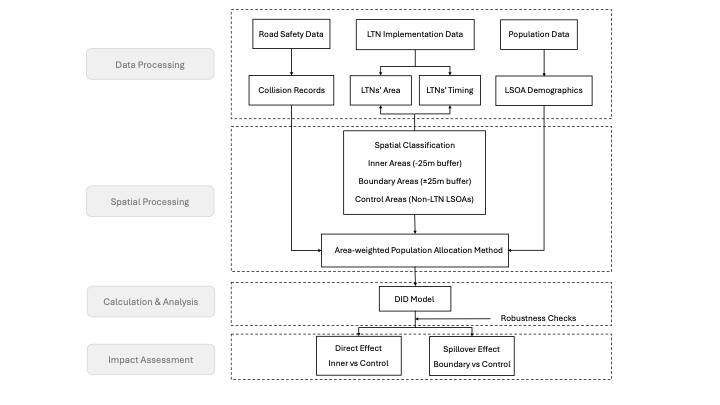 Road Safety Data
LTN Implementation Data
Population Data
Data Processing
Collision Records
LTNs' Area
LTNs' Timing
LSOA Demographics
Spatial Classification
Inner Areas (-25m buffer)
Boundary Areas (±25m buffer)
Control Areas (Non-LTN LSOAs)
Spatial Processing
Area-weighted Population Allocation Method
Calculation & Analysis
DID Model
Robustness Checks
Impact Assessment
Direct Effect
Inner vs Control
Spillover Effect
Boundary vs Control